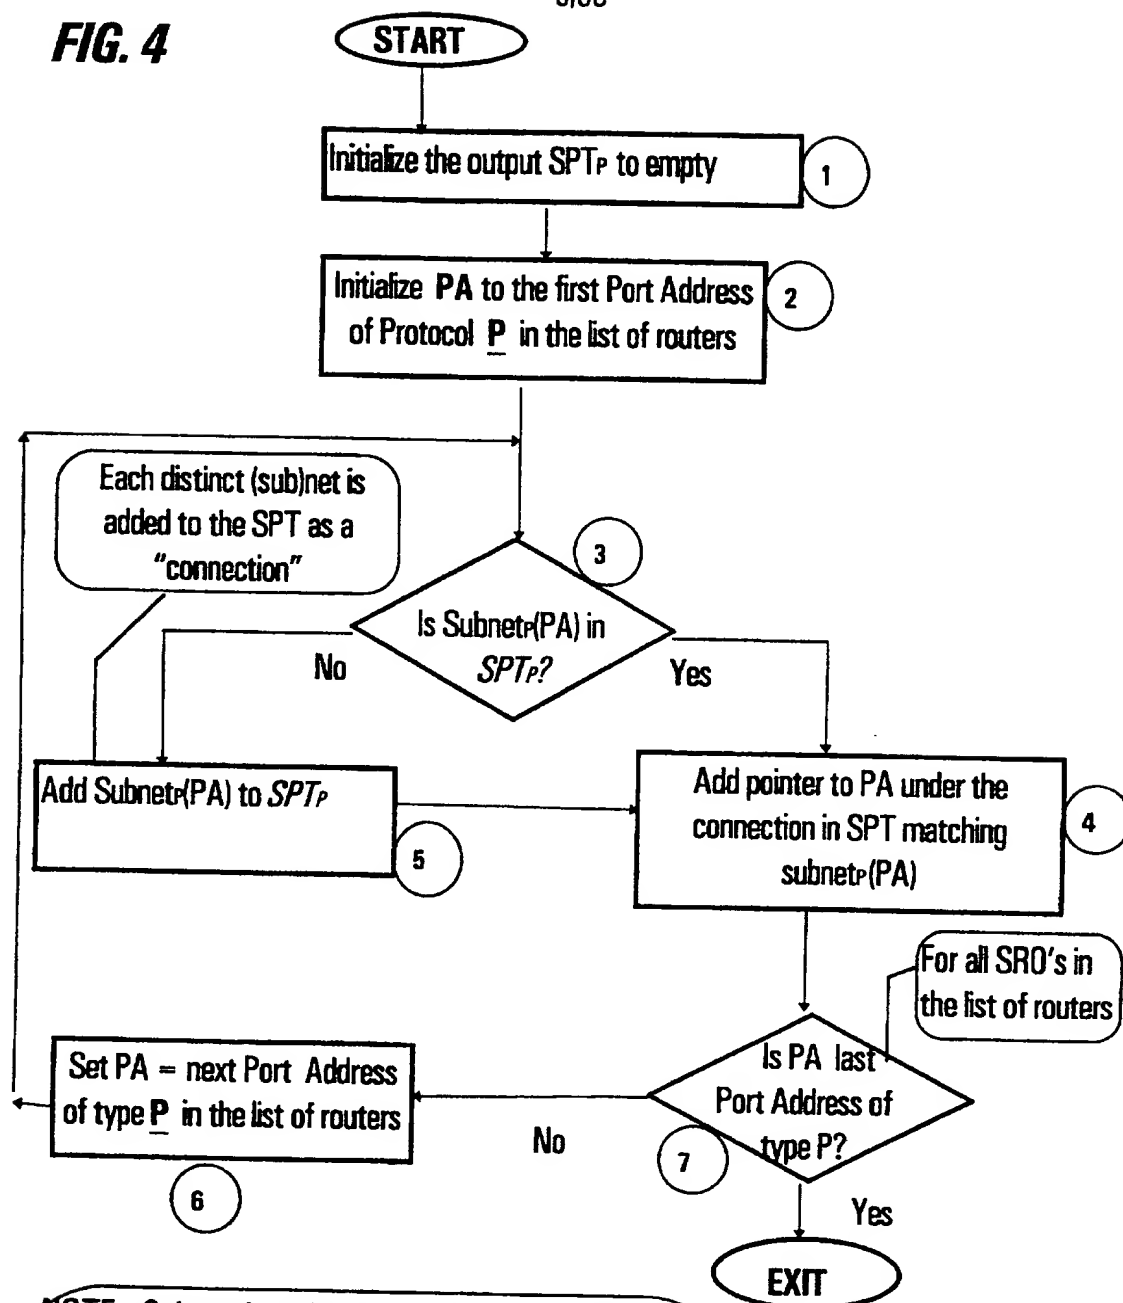 FIG. 4
START
Initialize the output SPTP to empty
1
Initialize PA to the first Port Address
of Protocol P in the list of routers
2
Each distinct (sub)net is
added to the SPT as a
"connection"
3
Is SubnetP(PA) in
SPTP?
No
Yes
Add SubnetP(PA) to SPTP
5
Add pointer to PA under the
connection in SPT matching
subnetP(PA)
4
For all SRO's in
the list of routers
Is PA last
Port Address of
type P?
7
Set PA = next Port Address
of type P in the list of routers
6
No
Yes
EXIT